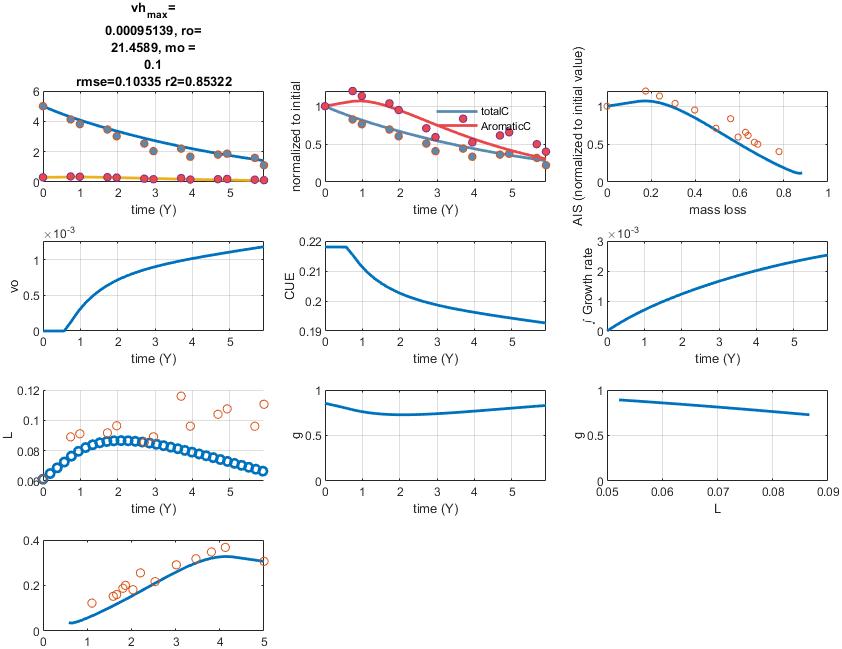 vh_max=
0.00095139, ro=
21.4589, mo =
0.1
rmse=0.10335 r2=0.85322
6
4
2
0
0 1 2 3 4 5
time (Y)
normalized to initial
1
0.5
0
totalC
AromaticC
0 1 2 3 4 5
time (Y)
AIS (normalized to initial value)
1
0.5
0
0 0.2 0.4 0.6 0.8 1
mass loss
×10^-3
vo
1
0.5
0
0 1 2 3 4 5
time (Y)
CUE
0.22
0.21
0.2
0.19
0 1 2 3 4 5
time (Y)
×10^-3
∫ Growth rate
3
2
1
0
0 1 2 3 4 5
time (Y)
L
0.12
0.1
0.08
0.06
0 1 2 3 4 5
time (Y)
g
1
0.5
0
0 1 2 3 4 5
time (Y)
g
1
0.5
0
0.05 0.06 0.07 0.08 0.09
L
0.4
0.2
0
0 1 2 3 4 5